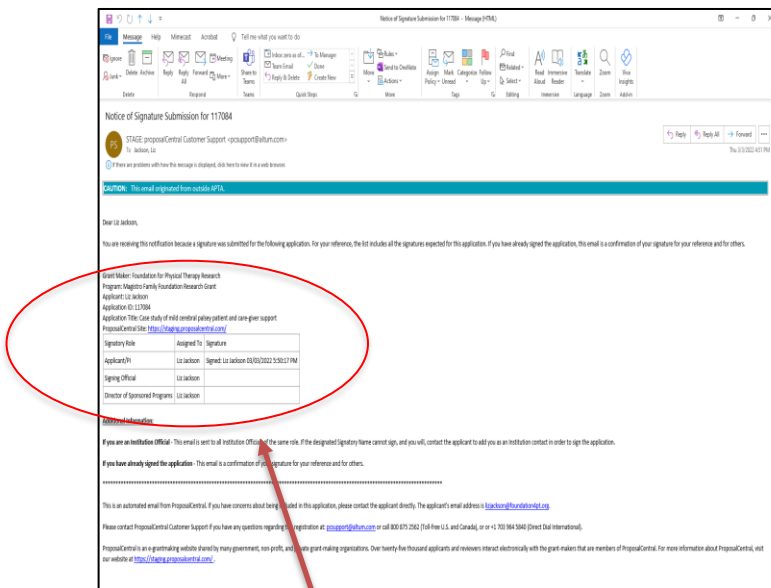 Notice of Signature Submission for 117084 - Message (HTML)
File Message Help Mimecast Acrobat Tell me what you want to do
Ignore
Junk
Delete Archive
Reply Reply All Forward
Meeting
More
Share to Teams
To Manager
Team Email Done
Reply & Delete Create New
Move
Rules
Send to OneNote
Actions
Assign Policy Mark Unread Categorize Follow Up
Find
Related
Select
Read Aloud Immersive Reader
Translate
Zoom
Viva Insights
Delete Respond Teams Quick Steps Move Tags Editing Immersive Language Zoom Add-in
Notice of Signature Submission for 117084
PS
STAGE: proposalCentral Customer Support <pcsupport@altum.com>
To Jackson, Liz
Reply Reply All Forward
Thu 3/3/2022 4:51 PM
If there are problems with how this message is displayed, click here to view it in a web browser.
CAUTION: This email originated from outside APTA.
Dear Liz Jackson,
You are receiving this notification because a signature was submitted for the following application. For your reference, the list includes all the signatures expected for this application. If you have already signed the application, this email is a confirmation of your signature for your reference and for others.
Grant Maker: Foundation for Physical Therapy Research
Program: Magistro Family Foundation Research Grant
Applicant: Liz Jackson
Application ID: 117084
Application Title: Case study of mild cerebral palsey patient and care-giver support
ProposalCentral Site: https://staging.proposalcentral.com/
Signatory Role Assigned To Signature
Applicant/PI Liz Jackson Signed: Liz Jackson 03/03/2022 5:50:17 PM
Signing Official Liz Jackson
Director of Sponsored Programs Liz Jackson
Additional Information:
If you are an Institution Official - This email is sent to all Institution Officials of the same role. If the designated Signatory Name cannot sign, and you will, contact the applicant to add you as an Institution contact in order to sign the application.
If you have already signed the application - This email is a confirmation of your signature for your reference and for others.
This is an automated email from ProposalCentral. If you have concerns about being included in this application, please contact the applicant directly. The applicant's email address is lizjackson@foundation4pt.org.
Please contact ProposalCentral Customer Support if you have any questions regarding registration at: pcsupport@altum.com or call 800 875 2562 (Toll-free U.S. and Canada), or or +1 703 964 5840 (Direct Dial International).
ProposalCentral is an e-grantmaking website shared by many government, non-profit, and private grant-making organizations. Over twenty-five thousand applicants and reviewers interact electronically with the grant-makers that are members of ProposalCentral. For more information about ProposalCentral, visit
our website at https://staging.proposalcentral.com/ .